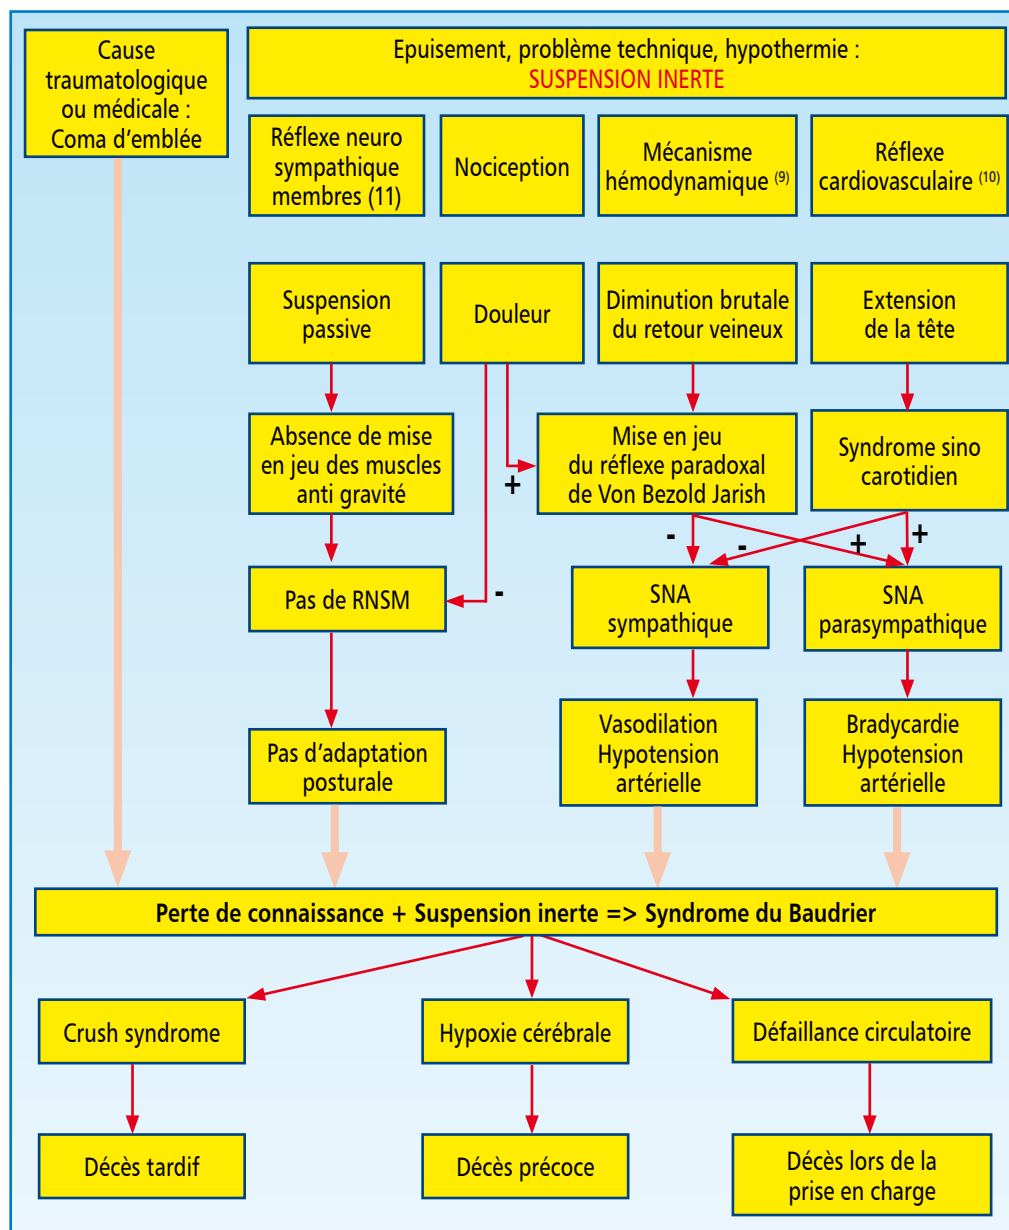 Cause
traumatologique
ou médicale :
Coma d'emblée
Epuisement, problème technique, hypothermie :
SUSPENSION INERTE
Réflexe neuro
sympathique
membres (11)
Nociception
Mécanisme
hémodynamique (9)
Réflexe
cardiovasculaire (10)
Suspension
passive
Douleur
Diminution brutale
du retour veineux
Extension
de la tête
Absence de mise
en jeu des muscles
anti gravité
+
Mise en jeu
du réflexe paradoxal
de Von Bezold Jarish
Syndrome sino
carotidien
-
-
+
+
Pas de RNSM
-
SNA
sympathique
SNA
parasympathique
Pas d'adaptation
posturale
Vasodilation
Hypotension
artérielle
Bradycardie
Hypotension
artérielle
Perte de connaissance + Suspension inerte => Syndrome du Baudrier
Crush syndrome
Hypoxie cérébrale
Défaillance circulatoire
Décès tardif
Décès précoce
Décès lors de la
prise en charge